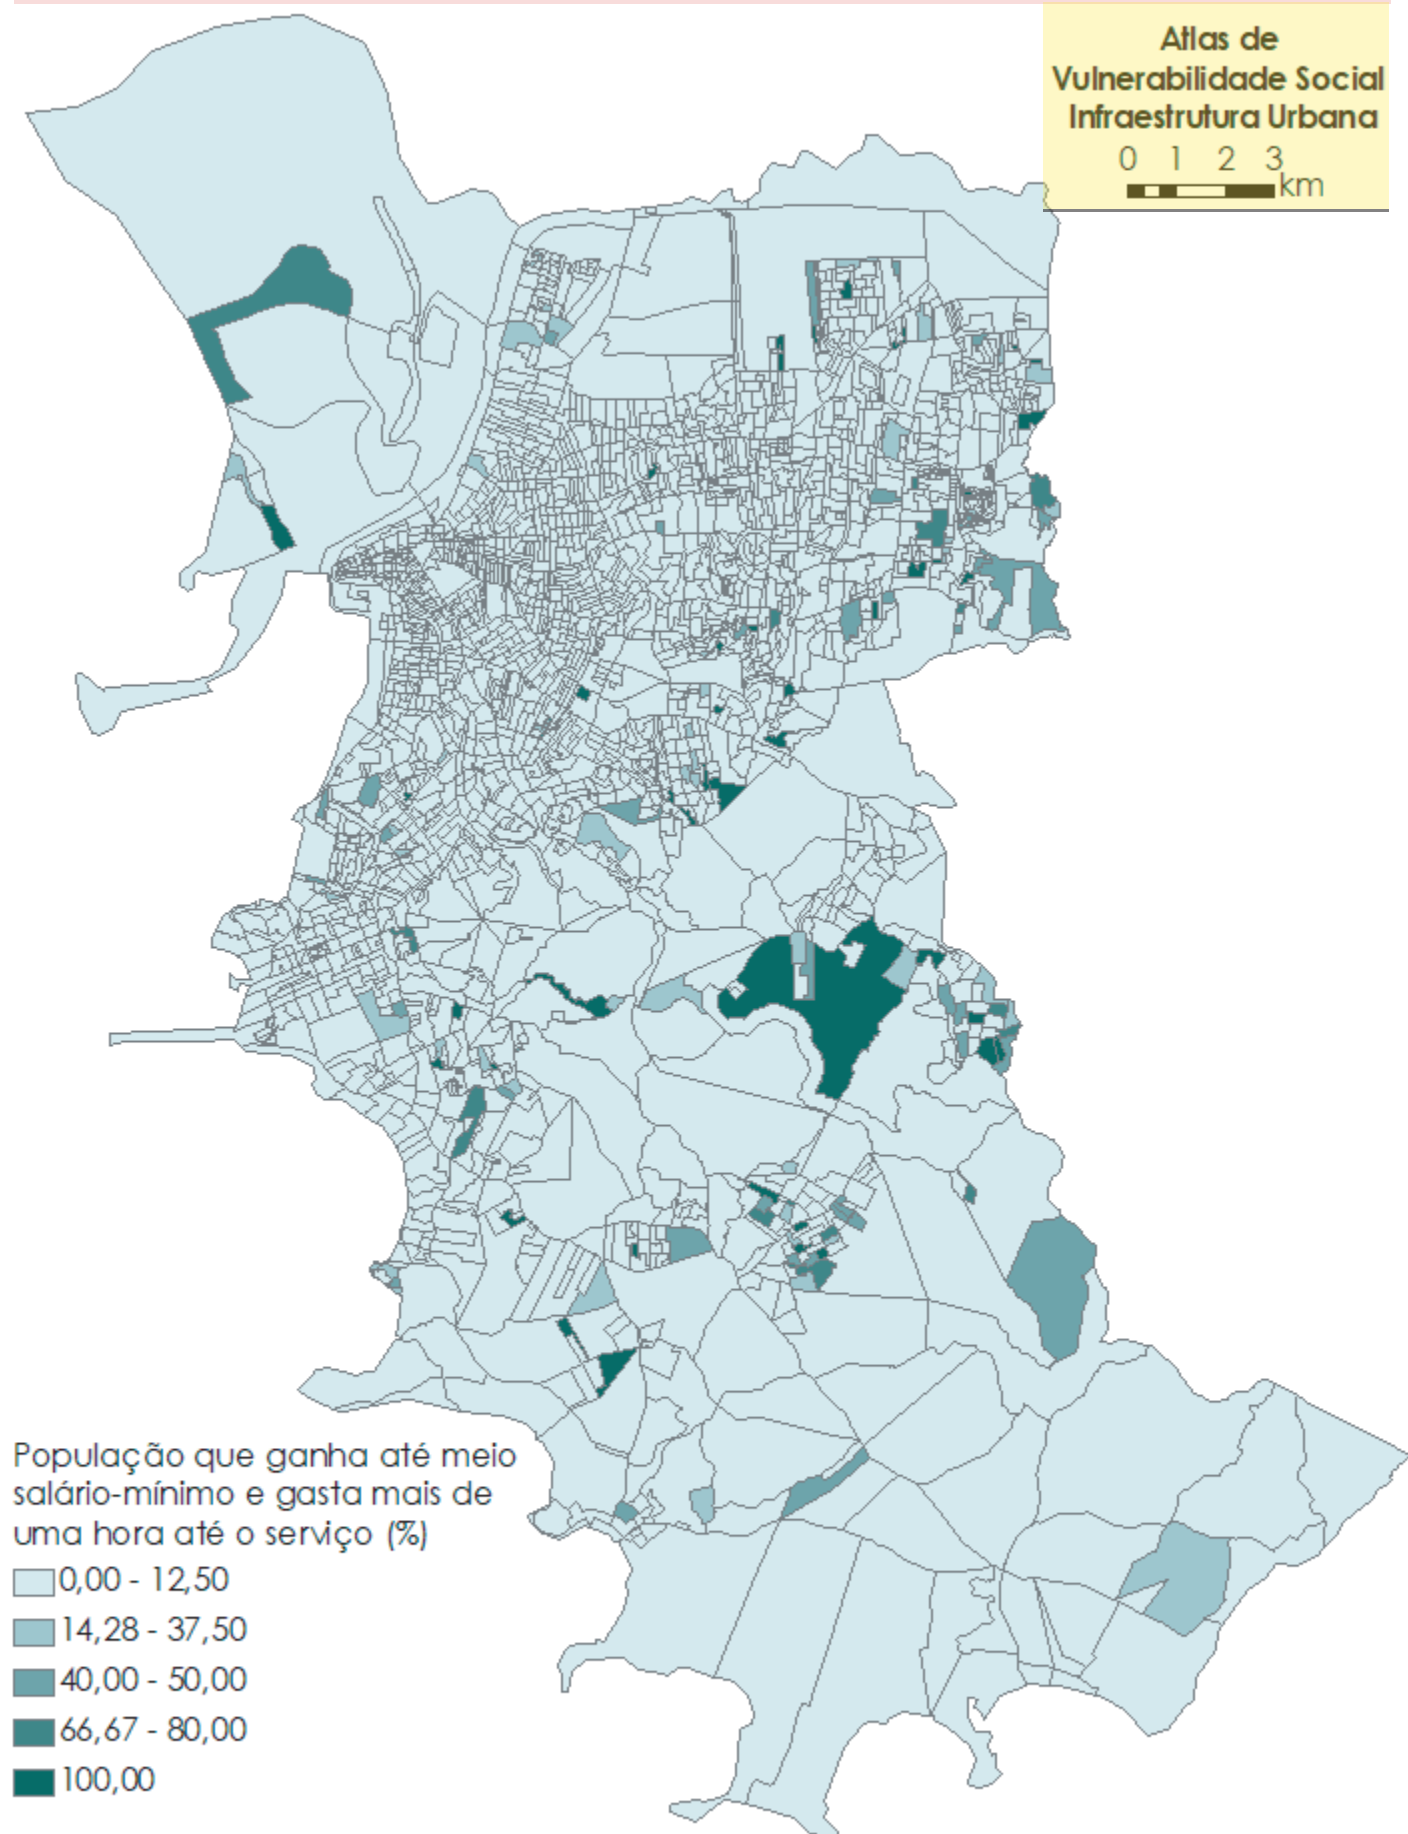 Atlas de
Vulnerabilidade Social
Infraestrutura Urbana
0 1 2 3
km
População que ganha até meio
salário-mínimo e gasta mais de
uma hora até o serviço (%)
0,00 - 12,50
14,28 - 37,50
40,00 - 50,00
66,67 - 80,00
100,00